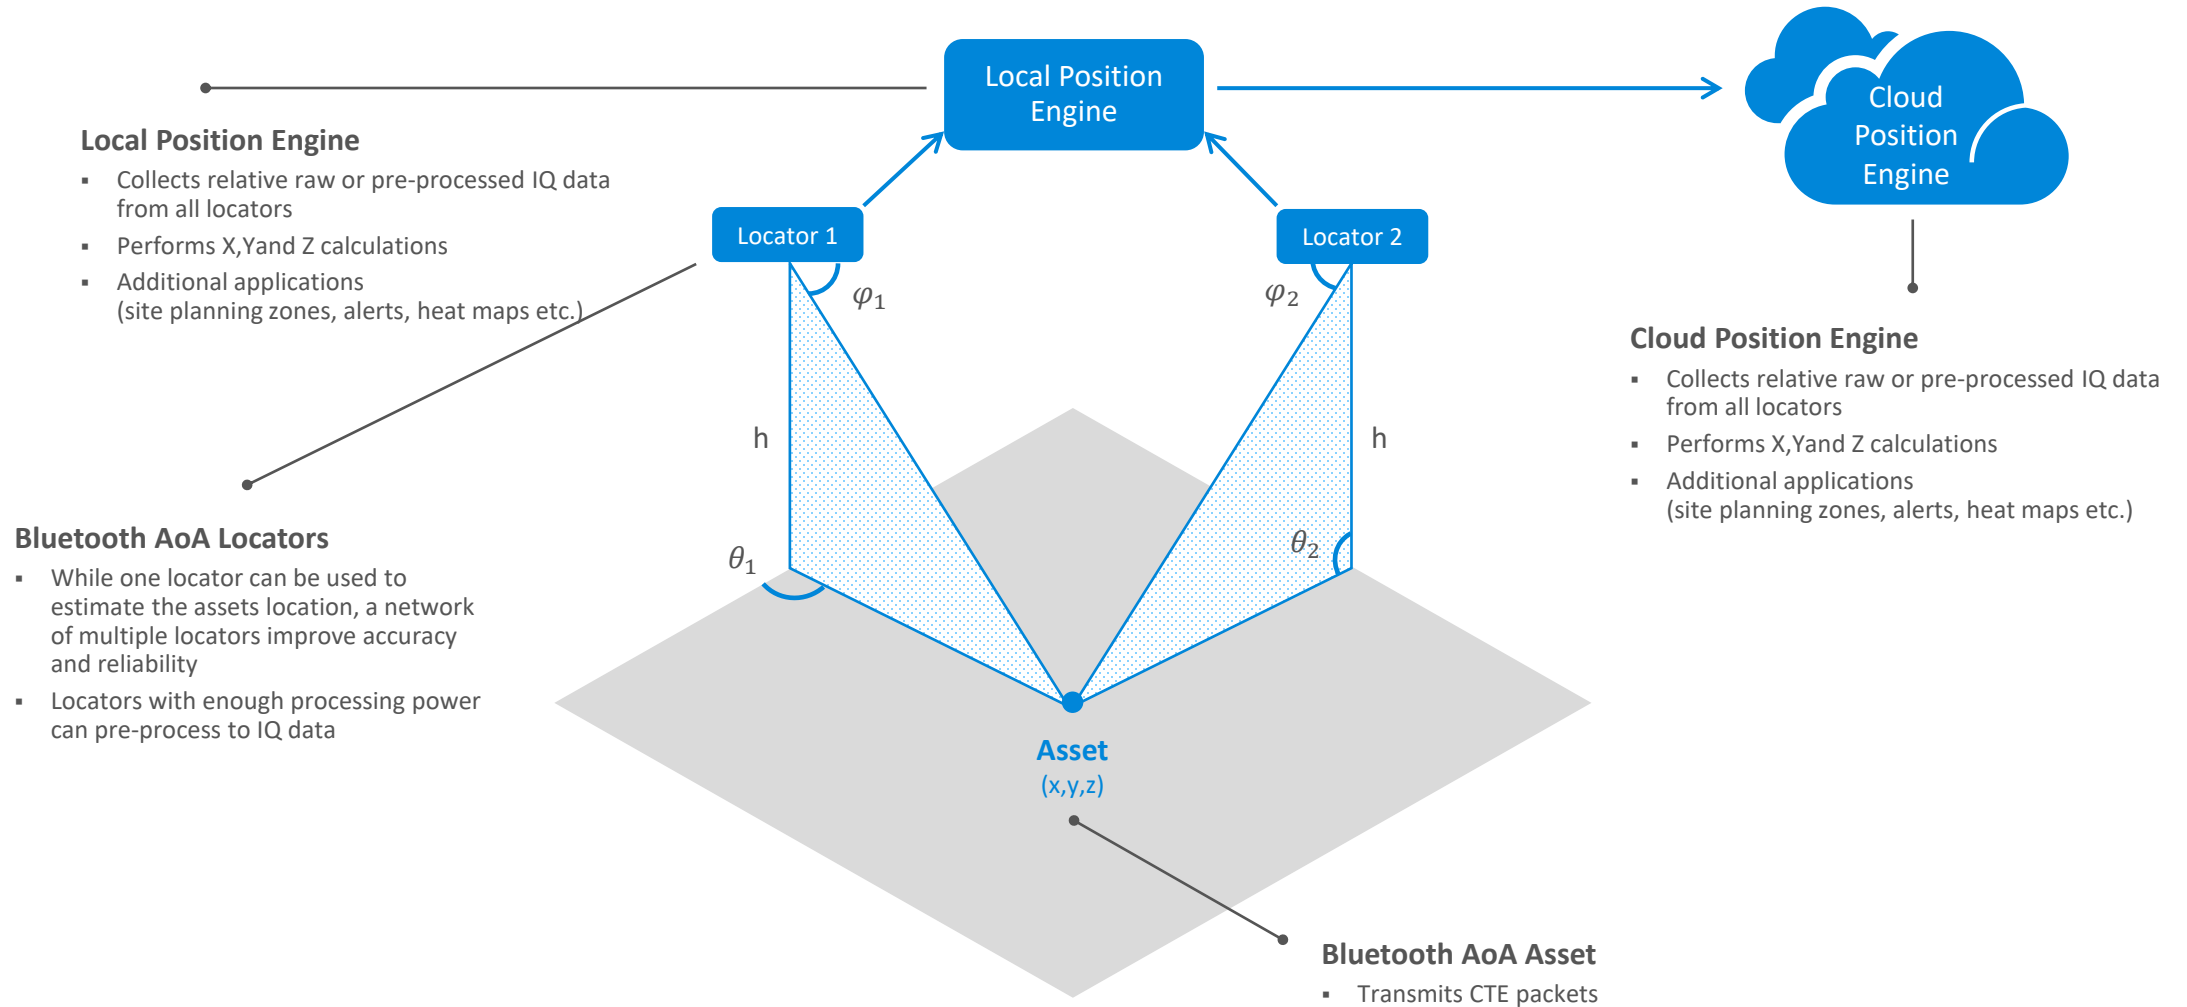 Local Position
Engine
Cloud
Position
Engine
Local Position Engine
▪ Collects relative raw or pre-processed IQ data
from all locators
▪ Performs X,Yand Z calculations
▪ Additional applications
(site planning zones, alerts, heat maps etc.)
Locator 1
Locator 2
φ1
φ2
Cloud Position Engine
▪ Collects relative raw or pre-processed IQ data
from all locators
▪ Performs X,Yand Z calculations
▪ Additional applications
(site planning zones, alerts, heat maps etc.)
h
h
Bluetooth AoA Locators
▪ While one locator can be used to
estimate the assets location, a network
of multiple locators improve accuracy
and reliability
▪ Locators with enough processing power
can pre-process to IQ data
θ1
θ2
Asset
(x,y,z)
Bluetooth AoA Asset
▪ Transmits CTE packets